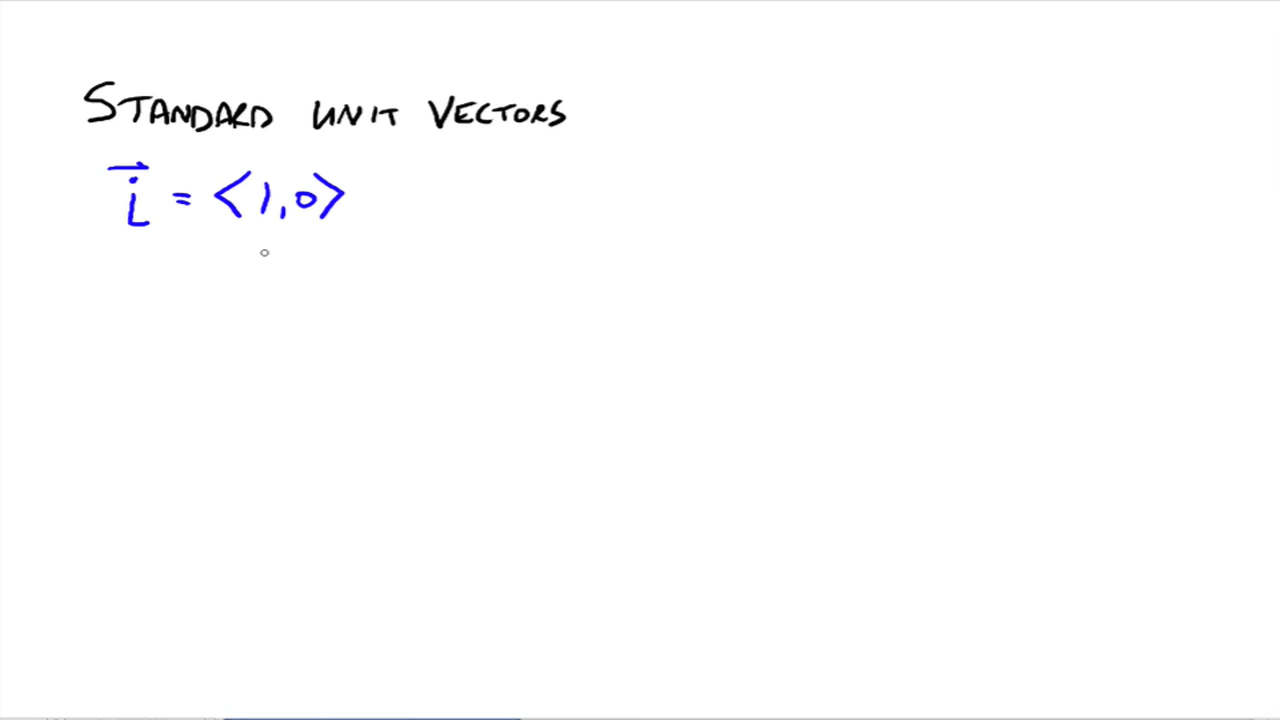 STANDARD UNIT VECTORS
i⃗ = <1,0>